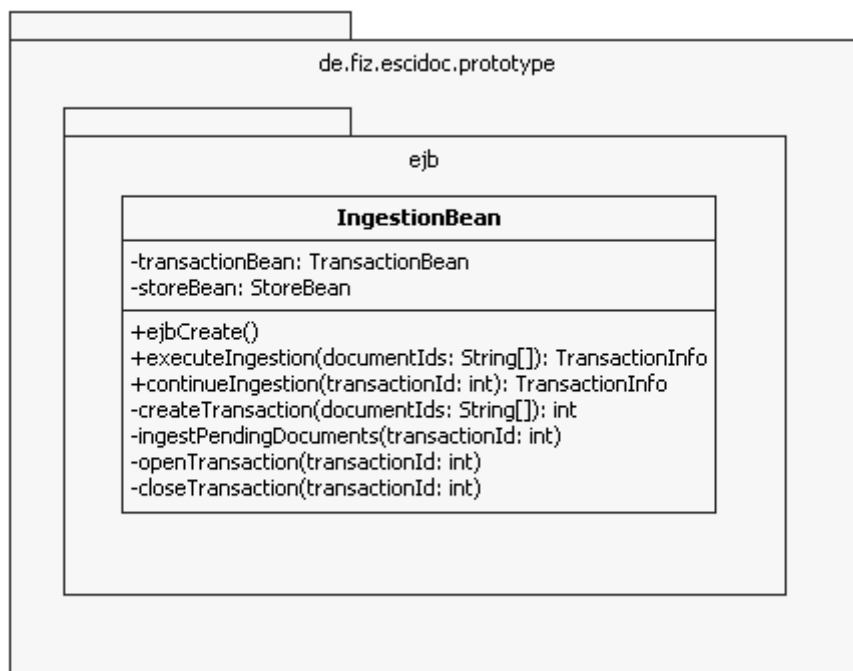 de.fiz.escidoc.prototype
ejb
IngestionBean
-transactionBean: TransactionBean
-storeBean: StoreBean
+ejbCreate()
+executeIngestion(documentIds: String[]): TransactionInfo
+continueIngestion(transactionId: int): TransactionInfo
-createTransaction(documentIds: String[]): int
-ingestPendingDocuments(transactionId: int)
-openTransaction(transactionId: int)
-closeTransaction(transactionId: int)